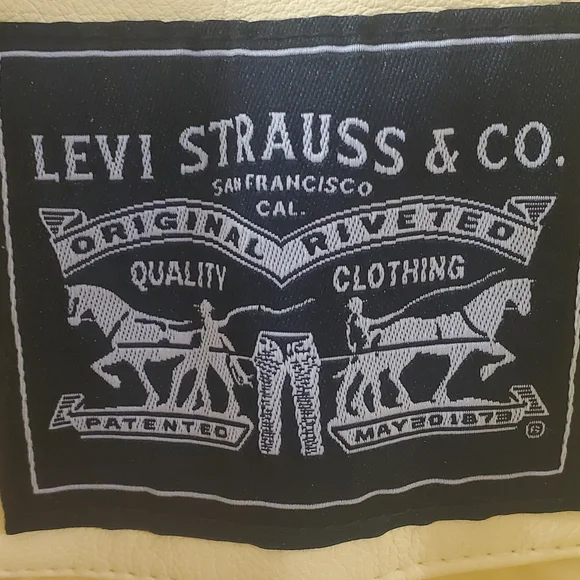 LEVI STRAUSS & CO.
SAN FRANCISCO
CAL.
ORIGINAL RIVETED
QUALITY CLOTHING
PATENTED MAY 20 1873
®